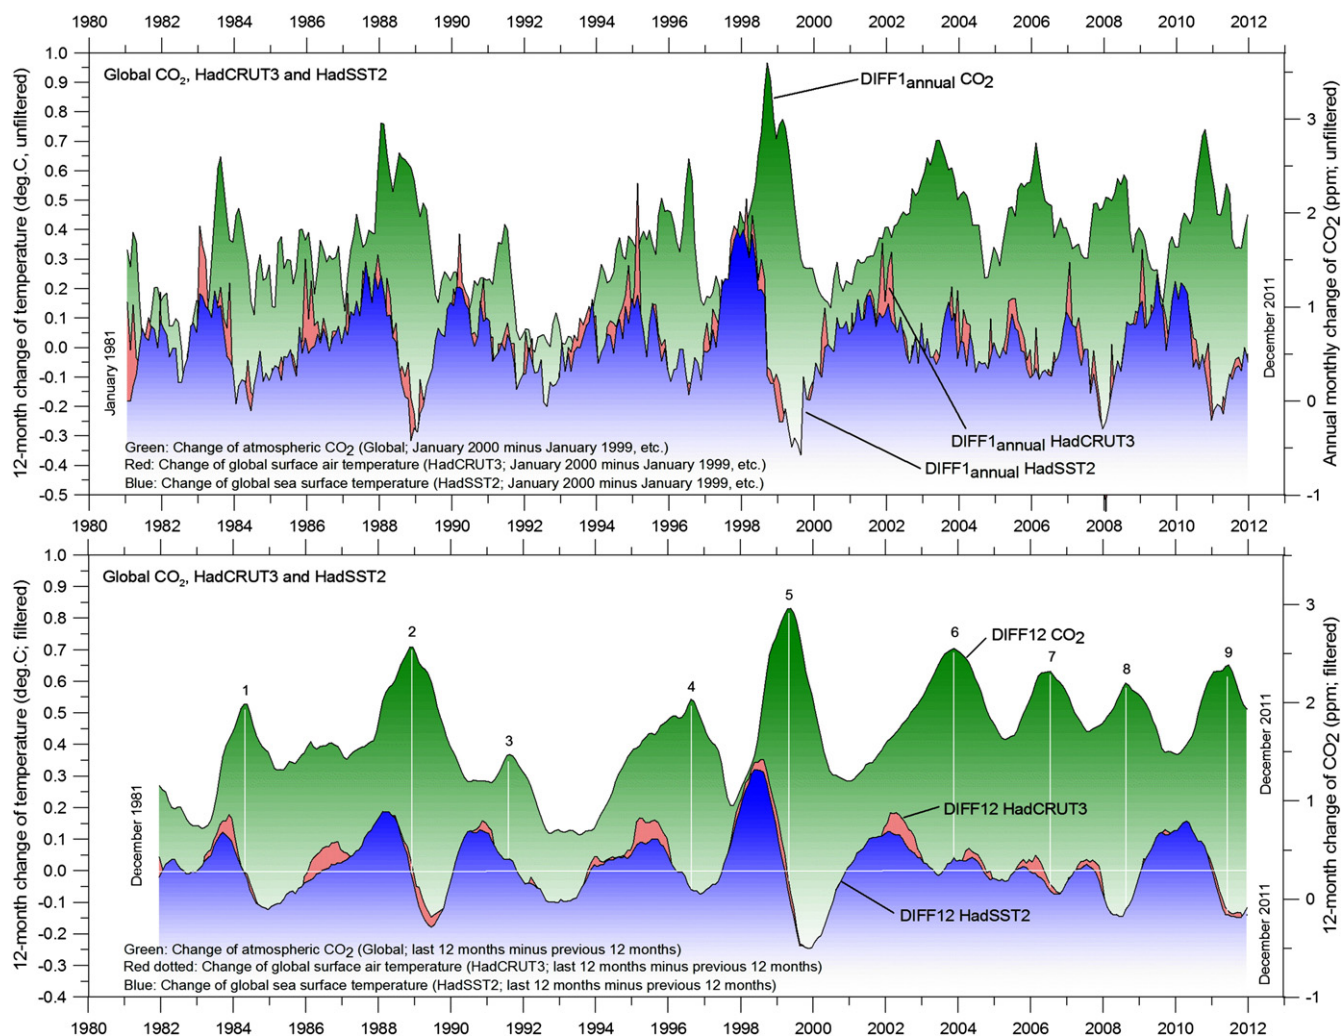 1980 1982 1984 1986 1988 1990 1992 1994 1996 1998 2000 2002 2004 2006 2008 2010 2012
12-month change of temperature (deg.C, unfiltered)
1.0
0.9
0.8
0.7
0.6
0.5
0.4
0.3
0.2
0.1
0.0
-0.1
-0.2
-0.3
-0.4
-0.5
Global CO₂, HadCRUT3 and HadSST2
DIFF1annual CO2
January 1981
December 2011
DIFF1annual HadCRUT3
DIFF1annual HadSST2
Green: Change of atmospheric CO₂ (Global; January 2000 minus January 1999, etc.)
Red: Change of global surface air temperature (HadCRUT3; January 2000 minus January 1999, etc.)
Blue: Change of global sea surface temperature (HadSST2; January 2000 minus January 1999, etc.)
3
2
1
0
-1
Annual monthly change of CO2 (ppm; unfiltered)
1980 1982 1984 1986 1988 1990 1992 1994 1996 1998 2000 2002 2004 2006 2008 2010 2012
12-month change of temperature (deg.C; filtered)
1.0
0.9
0.8
0.7
0.6
0.5
0.4
0.3
0.2
0.1
0.0
-0.1
-0.2
-0.3
-0.4
Global CO₂, HadCRUT3 and HadSST2
1 2 3 4 5 6 7 8 9
DIFF12 CO2
DIFF12 HadCRUT3
DIFF12 HadSST2
December 1981
December 2011
December 2011
Green: Change of atmospheric CO₂ (Global; last 12 months minus previous 12 months)
Red dotted: Change of global surface air temperature (HadCRUT3; last 12 months minus previous 12 months)
Blue: Change of global sea surface temperature (HadSST2; last 12 months minus previous 12 months)
3
2
1
0
-1
12-month change of CO2 (ppm; filtered)
1980 1982 1984 1986 1988 1990 1992 1994 1996 1998 2000 2002 2004 2006 2008 2010 2012